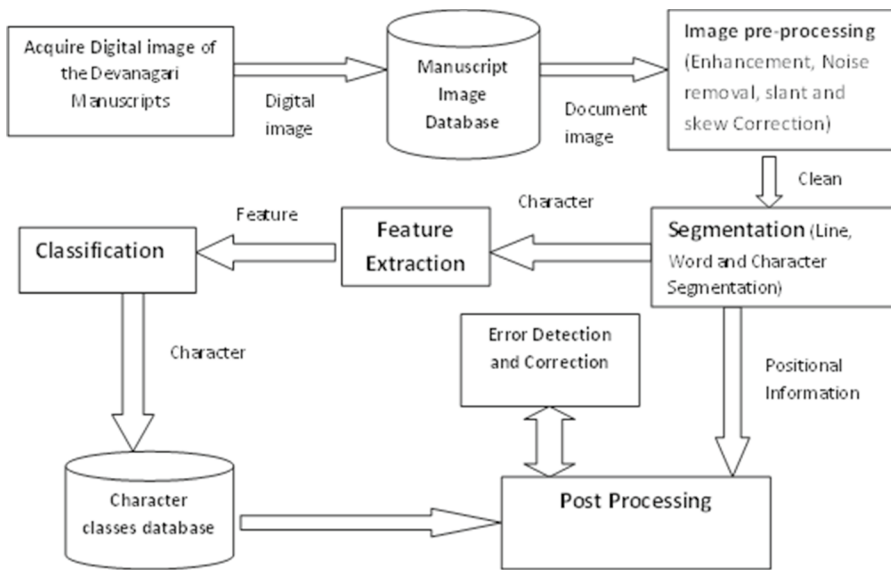 Acquire Digital image of
the Devanagari
Manuscripts
Digital
image
Manuscript
Image
Database
Document
image
Image pre-processing
(Enhancement, Noise
removal, slant and
skew Correction)
Clean
Segmentation (Line,
Word and Character
Segmentation)
Character
Feature
Extraction
Feature
Classification
Character
Character
classes database
Positional
Information
Error Detection
and Correction
Post Processing